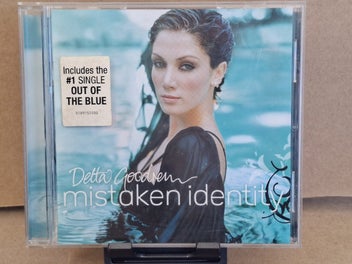 Includes the
#1 SINGLE
OUT OF
THE BLUE
Delta Goodrem
mistaken identity